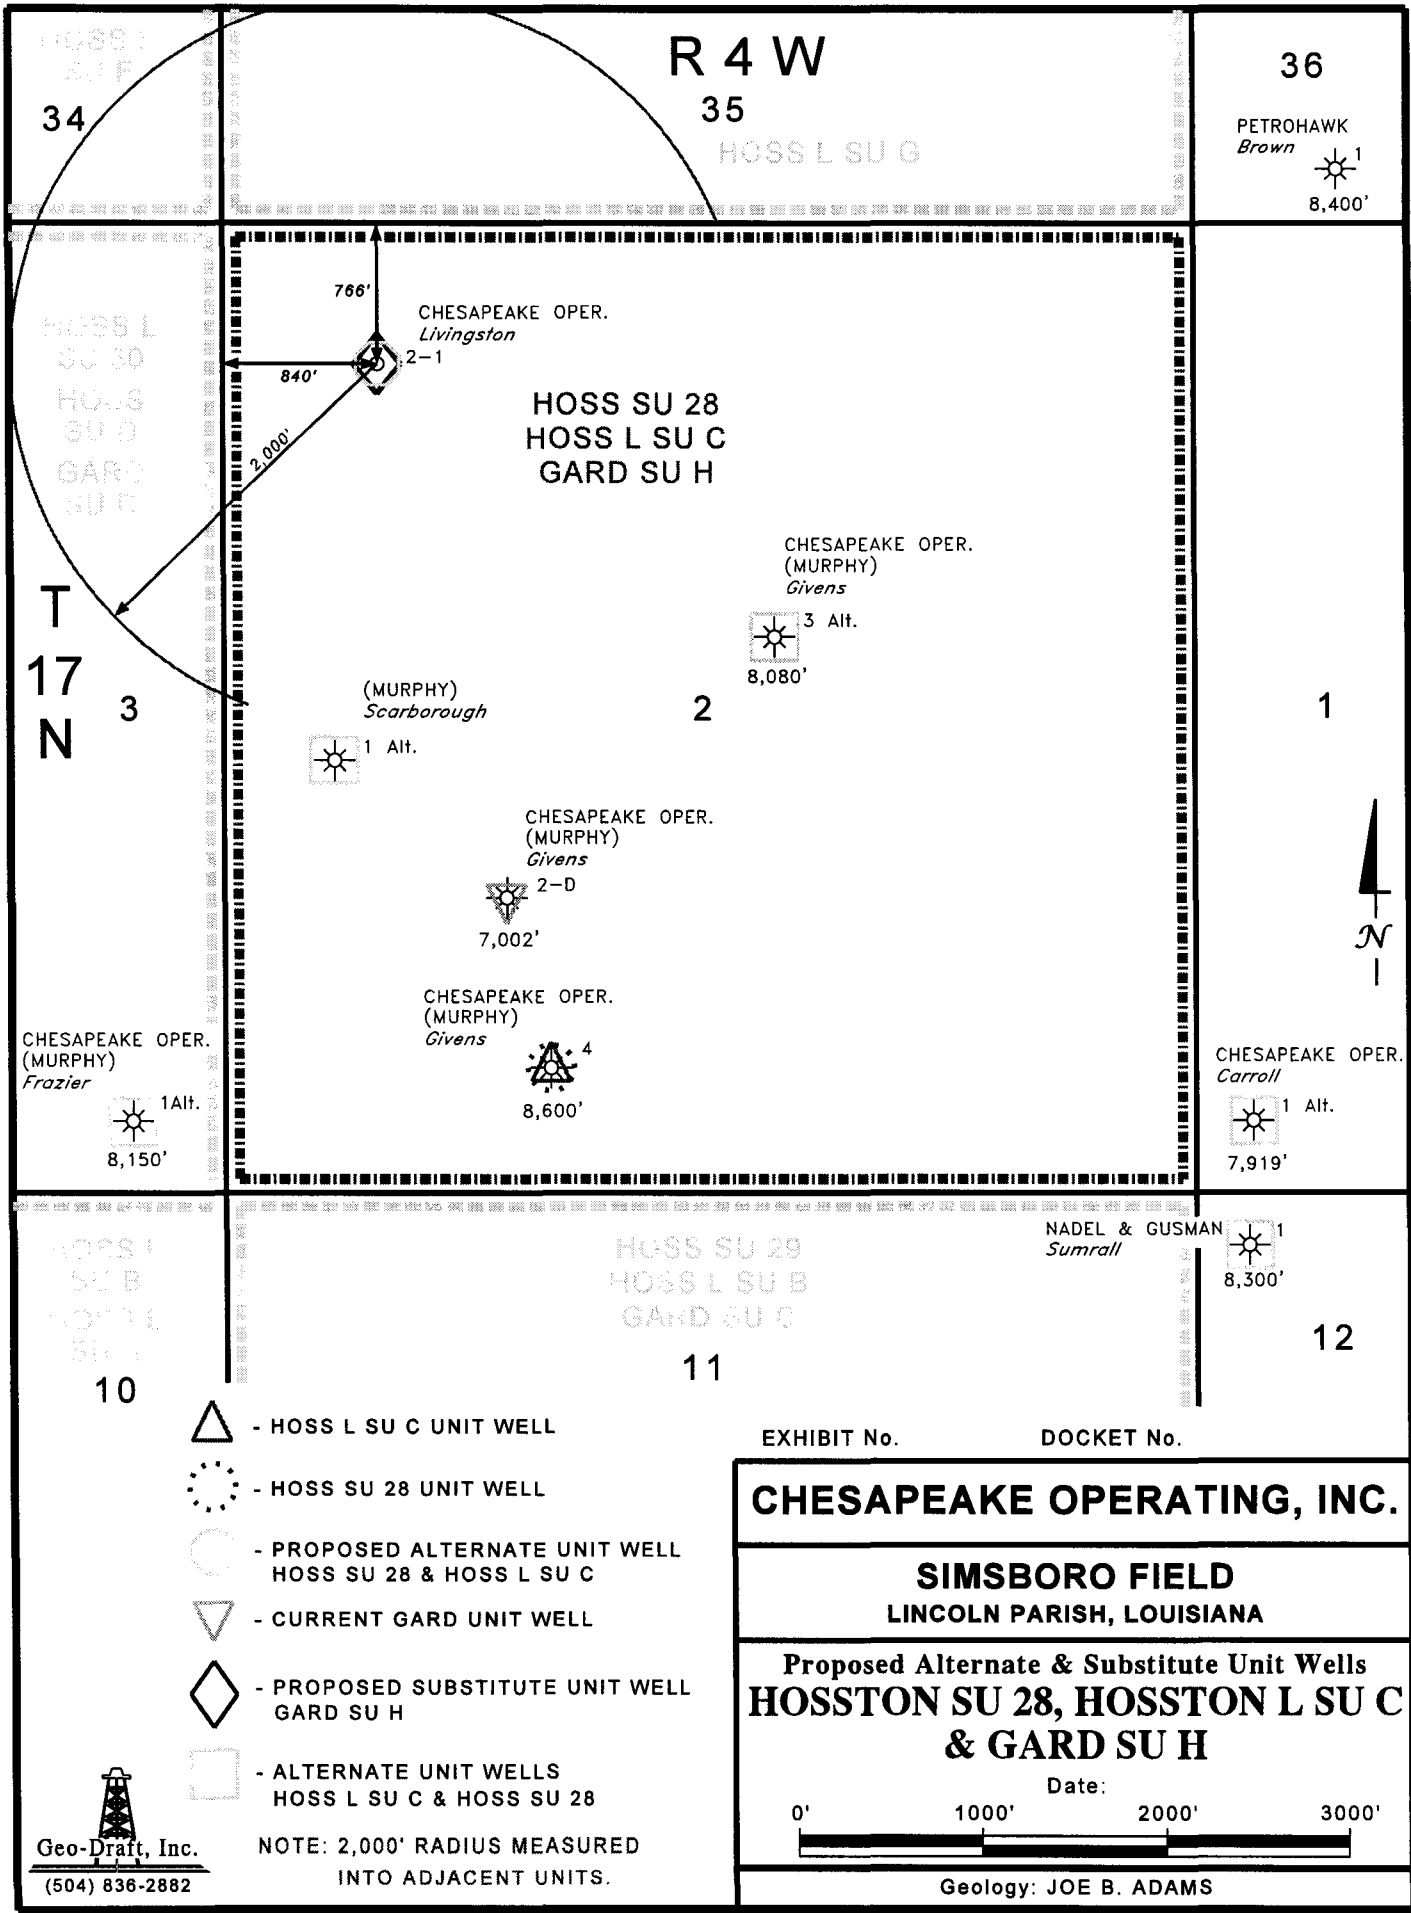 R 4 W
34
35
HOSS L SU G
36
PETROHAWK
Brown
1
8,400'
766'
CHESAPEAKE OPER.
Livingston
2-1
840'
2,000'
HOSS L
SU 30
HOSS SU 28
HOSS L SU C
GARD SU H
CHESAPEAKE OPER.
(MURPHY)
Givens
3 Alt.
8,080'
T
17
N
3
2
1
(MURPHY)
Scarborough
1 Alt.
CHESAPEAKE OPER.
(MURPHY)
Givens
2-D
7,002'
N
CHESAPEAKE OPER.
(MURPHY)
Givens
4
8,600'
CHESAPEAKE OPER.
(MURPHY)
Frazier
1Alt.
8,150'
CHESAPEAKE OPER.
Carroll
1 Alt.
7,919'
NADEL & GUSMAN
Sumrall
1
8,300'
HOSS SU 29
HOSS L SU B
GARD SU C
10
11
12
- HOSS L SU C UNIT WELL
- HOSS SU 28 UNIT WELL
- PROPOSED ALTERNATE UNIT WELL
HOSS SU 28 & HOSS L SU C
- CURRENT GARD UNIT WELL
- PROPOSED SUBSTITUTE UNIT WELL
GARD SU H
- ALTERNATE UNIT WELLS
HOSS L SU C & HOSS SU 28
NOTE: 2,000' RADIUS MEASURED
INTO ADJACENT UNITS.
Geo-Draft, Inc.
(504) 836-2882
EXHIBIT No. DOCKET No.
CHESAPEAKE OPERATING, INC.
SIMSBORO FIELD
LINCOLN PARISH, LOUISIANA
Proposed Alternate & Substitute Unit Wells
HOSSTON SU 28, HOSSTON L SU C
& GARD SU H
Date:
0' 1000' 2000' 3000'
Geology: JOE B. ADAMS